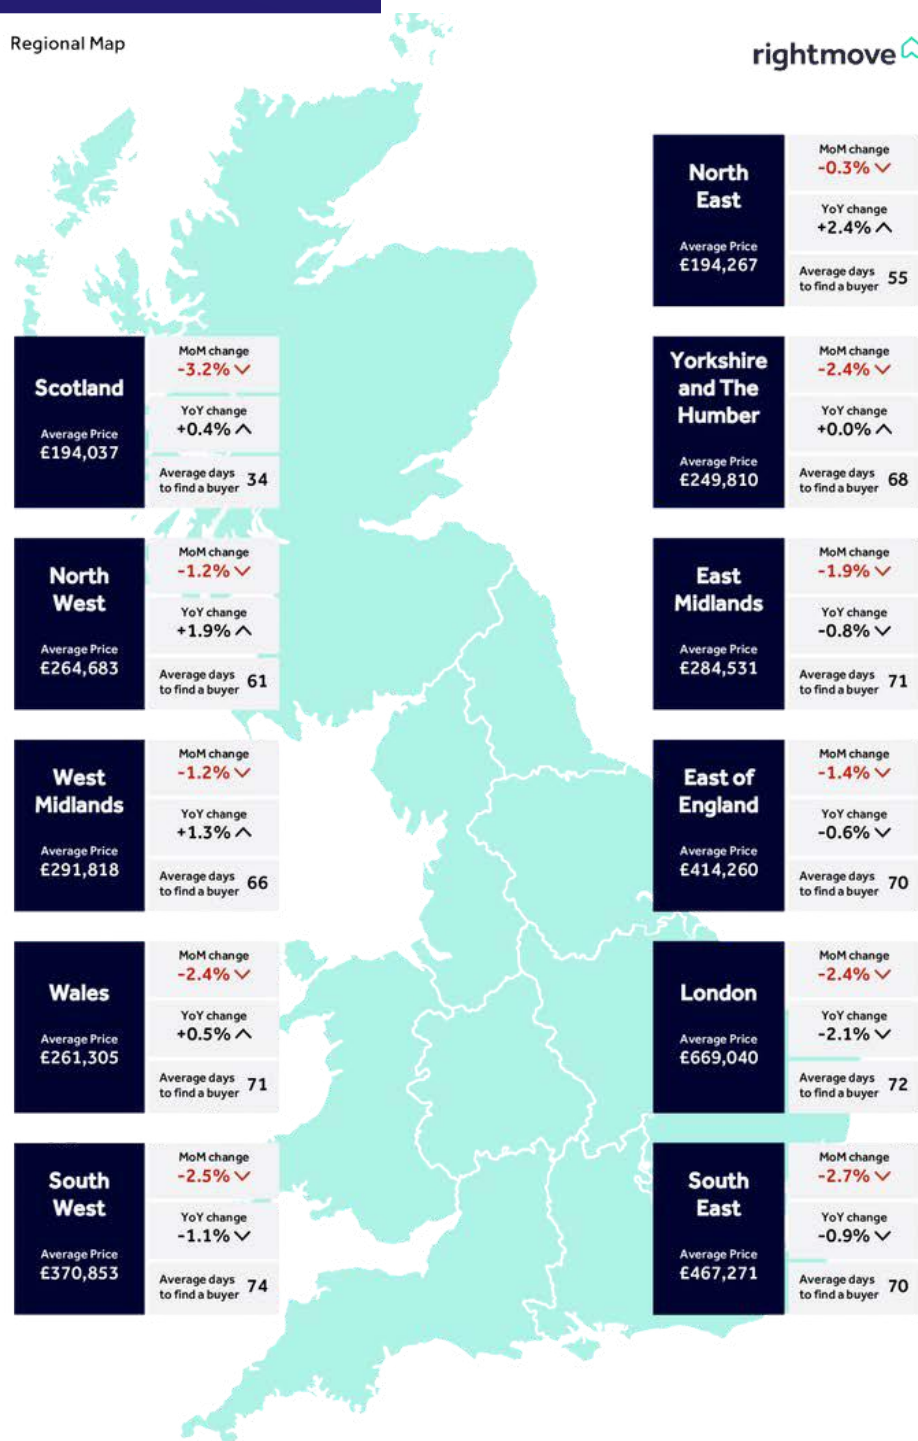 Regional Map
rightmove
North
East
Average Price
£194,267
MoM change
-0.3%
YoY change
+2.4%
Average days
to find a buyer 55
Scotland
Average Price
£194,037
MoM change
-3.2%
YoY change
+0.4%
Average days
to find a buyer 34
Yorkshire
and The
Humber
Average Price
£249,810
MoM change
-2.4%
YoY change
+0.0%
Average days
to find a buyer 68
North
West
Average Price
£264,683
MoM change
-1.2%
YoY change
+1.9%
Average days
to find a buyer 61
East
Midlands
Average Price
£284,531
MoM change
-1.9%
YoY change
-0.8%
Average days
to find a buyer 71
West
Midlands
Average Price
£291,818
MoM change
-1.2%
YoY change
+1.3%
Average days
to find a buyer 66
East of
England
Average Price
£414,260
MoM change
-1.4%
YoY change
-0.6%
Average days
to find a buyer 70
Wales
Average Price
£261,305
MoM change
-2.4%
YoY change
+0.5%
Average days
to find a buyer 71
London
Average Price
£669,040
MoM change
-2.4%
YoY change
-2.1%
Average days
to find a buyer 72
South
West
Average Price
£370,853
MoM change
-2.5%
YoY change
-1.1%
Average days
to find a buyer 74
South
East
Average Price
£467,271
MoM change
-2.7%
YoY change
-0.9%
Average days
to find a buyer 70